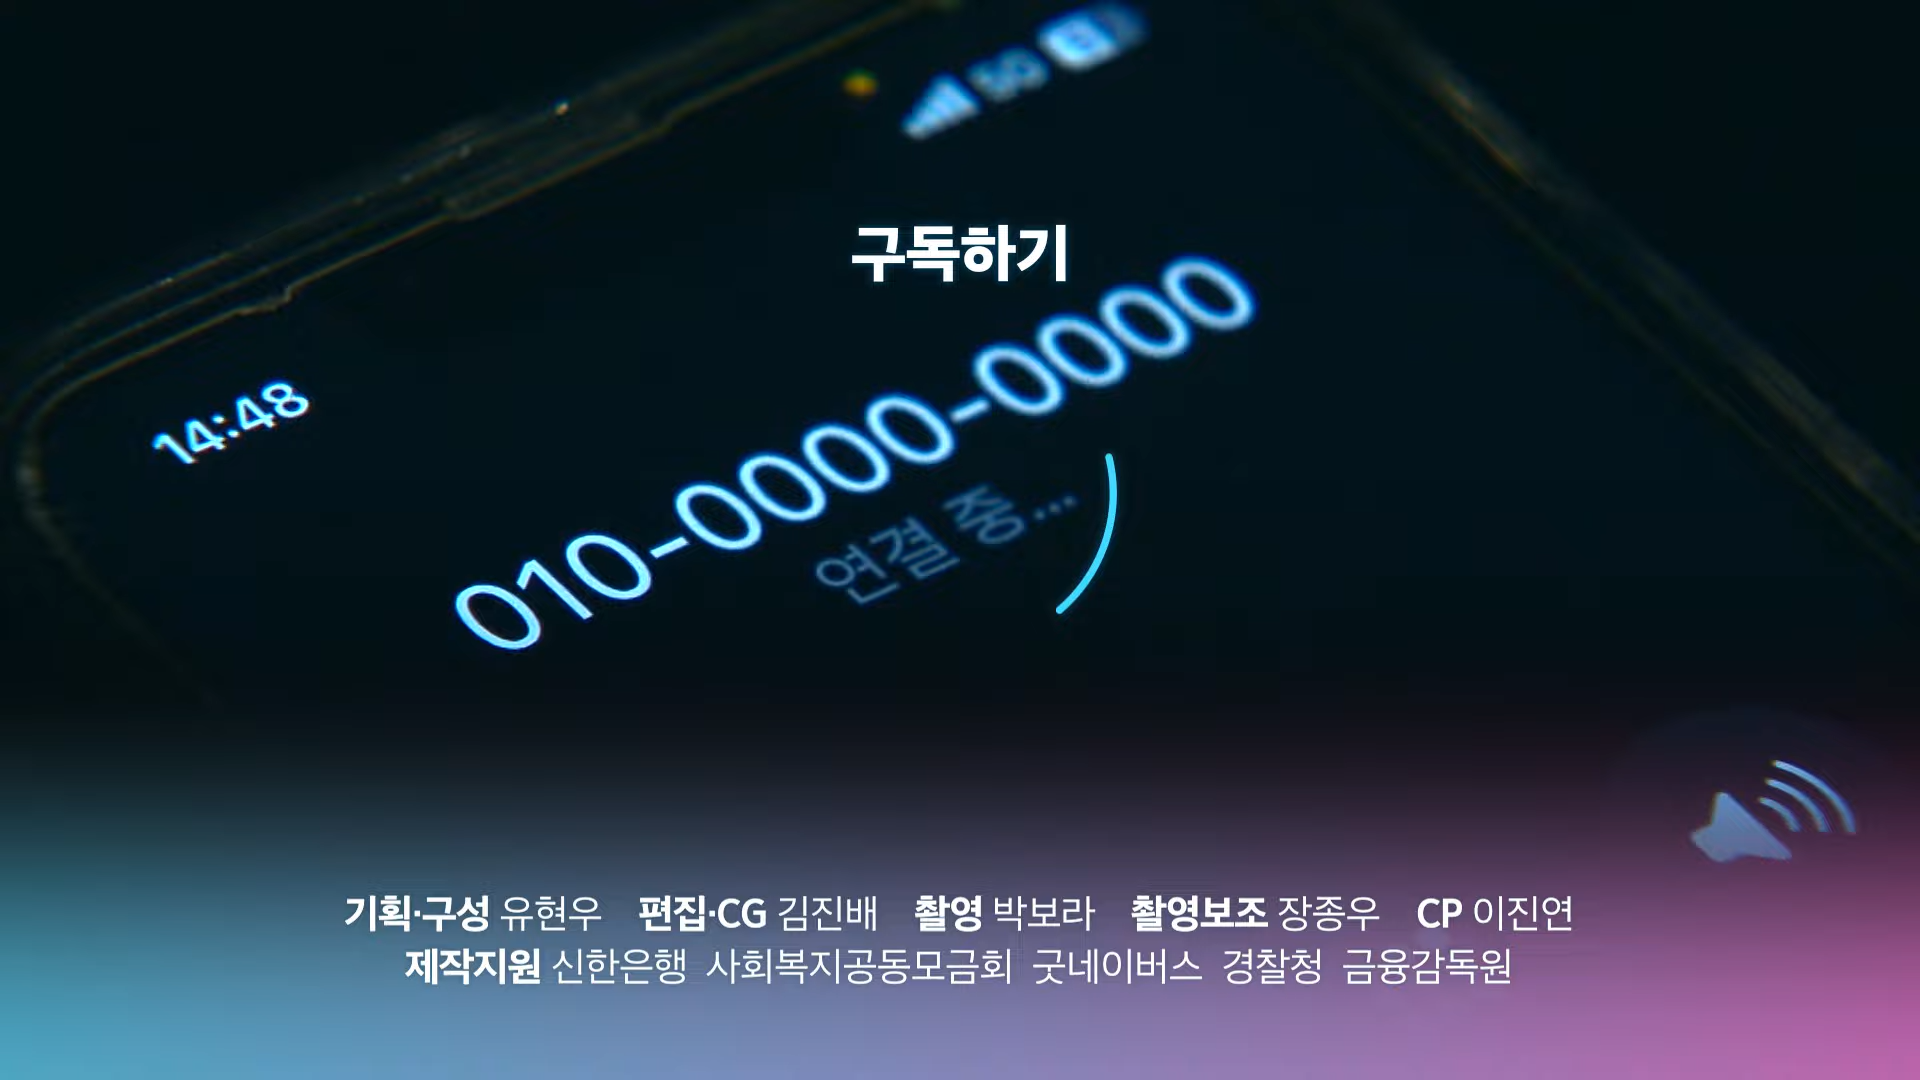 5G
구독하기
14:48
010-0000-0000
연결 중...
기획·구성 유현우 편집·CG 김진배 촬영 박보라 촬영보조 장종우 CP 이진연
제작지원 신한은행 사회복지공동모금회 굿네이버스 경찰청 금융감독원